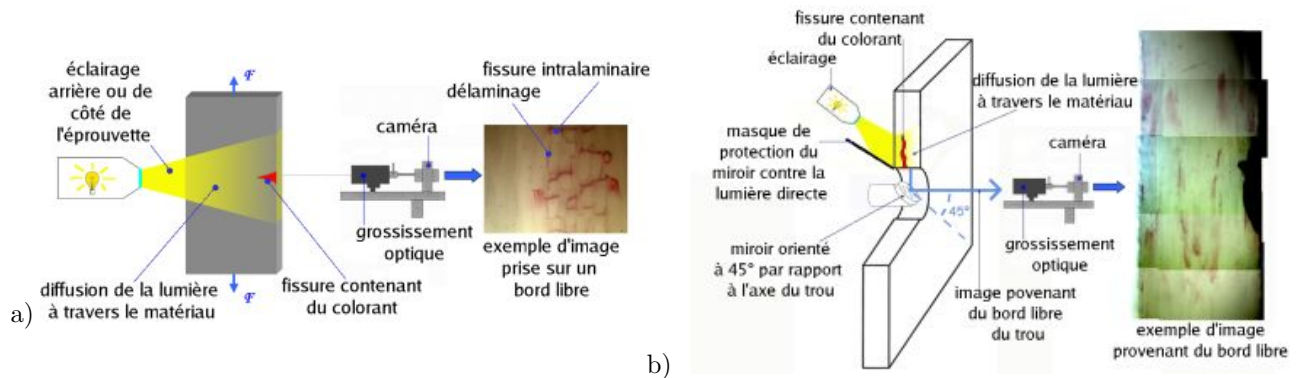 éclairage
arrière ou de
côté de
l'éprouvette
F
fissure intralaminaire
délaminage
caméra
grossissement
optique
exemple d'image
prise sur un
bord libre
F
diffusion de la lumière
à travers le matériau
fissure contenant
du colorant
a)
fissure contenant
du colorant
éclairage
diffusion de la lumière
à travers le matériau
masque de
protection du
miroir contre la
lumière directe
caméra
45°
grossissement
optique
miroir orienté
à 45° par rapport
à l'axe du trou
image povenant
du bord libre
du trou
exemple d'image
provenant du bord libre
b)